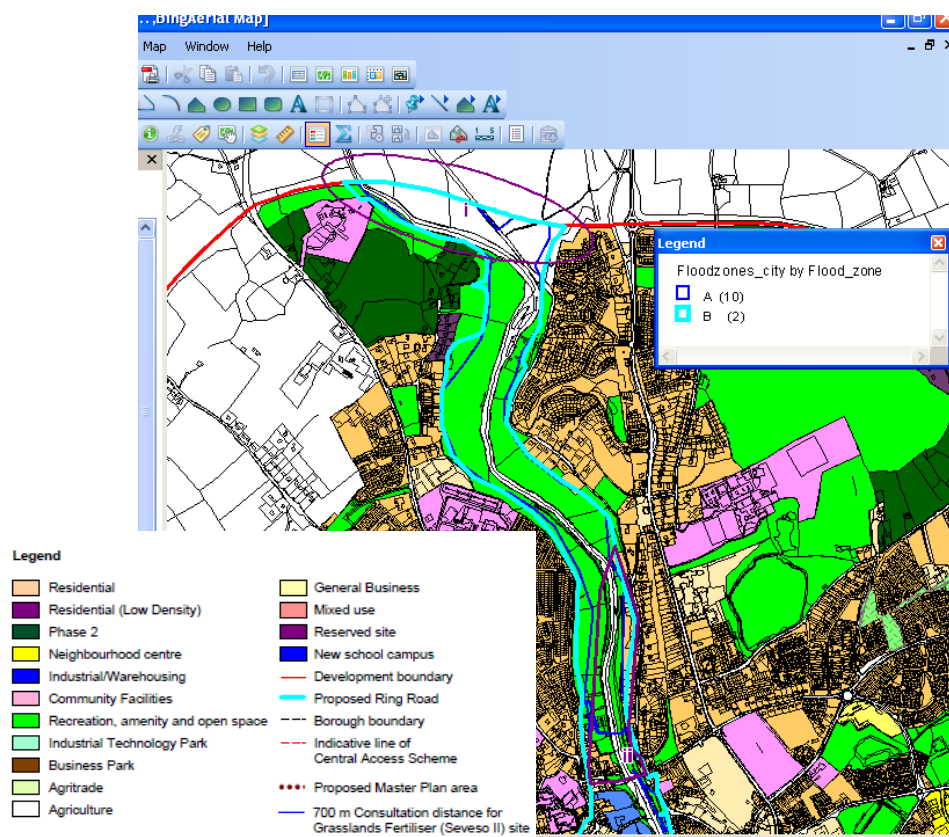 ..,BingAerial Map]
Map Window Help
i
Legend
Floodzones_city by Flood_zone
A (10)
B (2)
ii
Legend
Residential
Residential (Low Density)
Phase 2
Neighbourhood centre
Industrial/Warehousing
Community Facilities
Recreation, amenity and open space
Industrial Technology Park
Business Park
Agritrade
Agriculture
General Business
Mixed use
Reserved site
New school campus
Development boundary
Proposed Ring Road
Borough boundary
Indicative line of
Central Access Scheme
Proposed Master Plan area
700 m Consultation distance for
Grasslands Fertiliser (Seveso II) site